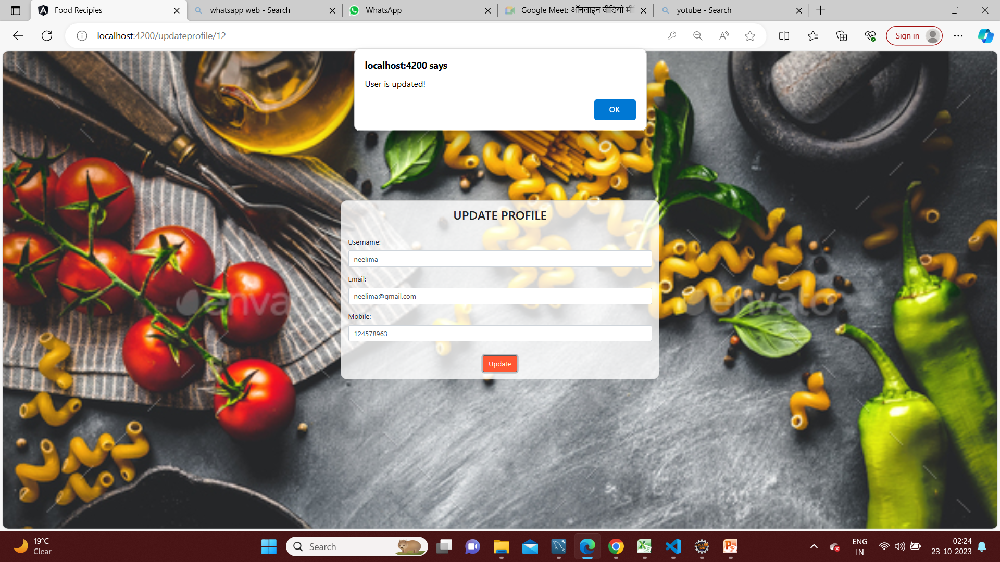 Food Recipies
whatsapp web - Search
WhatsApp
Google Meet: ऑनलाइन वीडियो
yotube - Search
localhost:4200/updateprofile/12
Sign in
localhost:4200 says
User is updated!
OK
UPDATE PROFILE
Username:
neelima
Email:
neelima@gmail.com
Mobile:
124578963
Update
envato
envato
19°C
Clear
Search
ENG
IN
02:24
23-10-2023